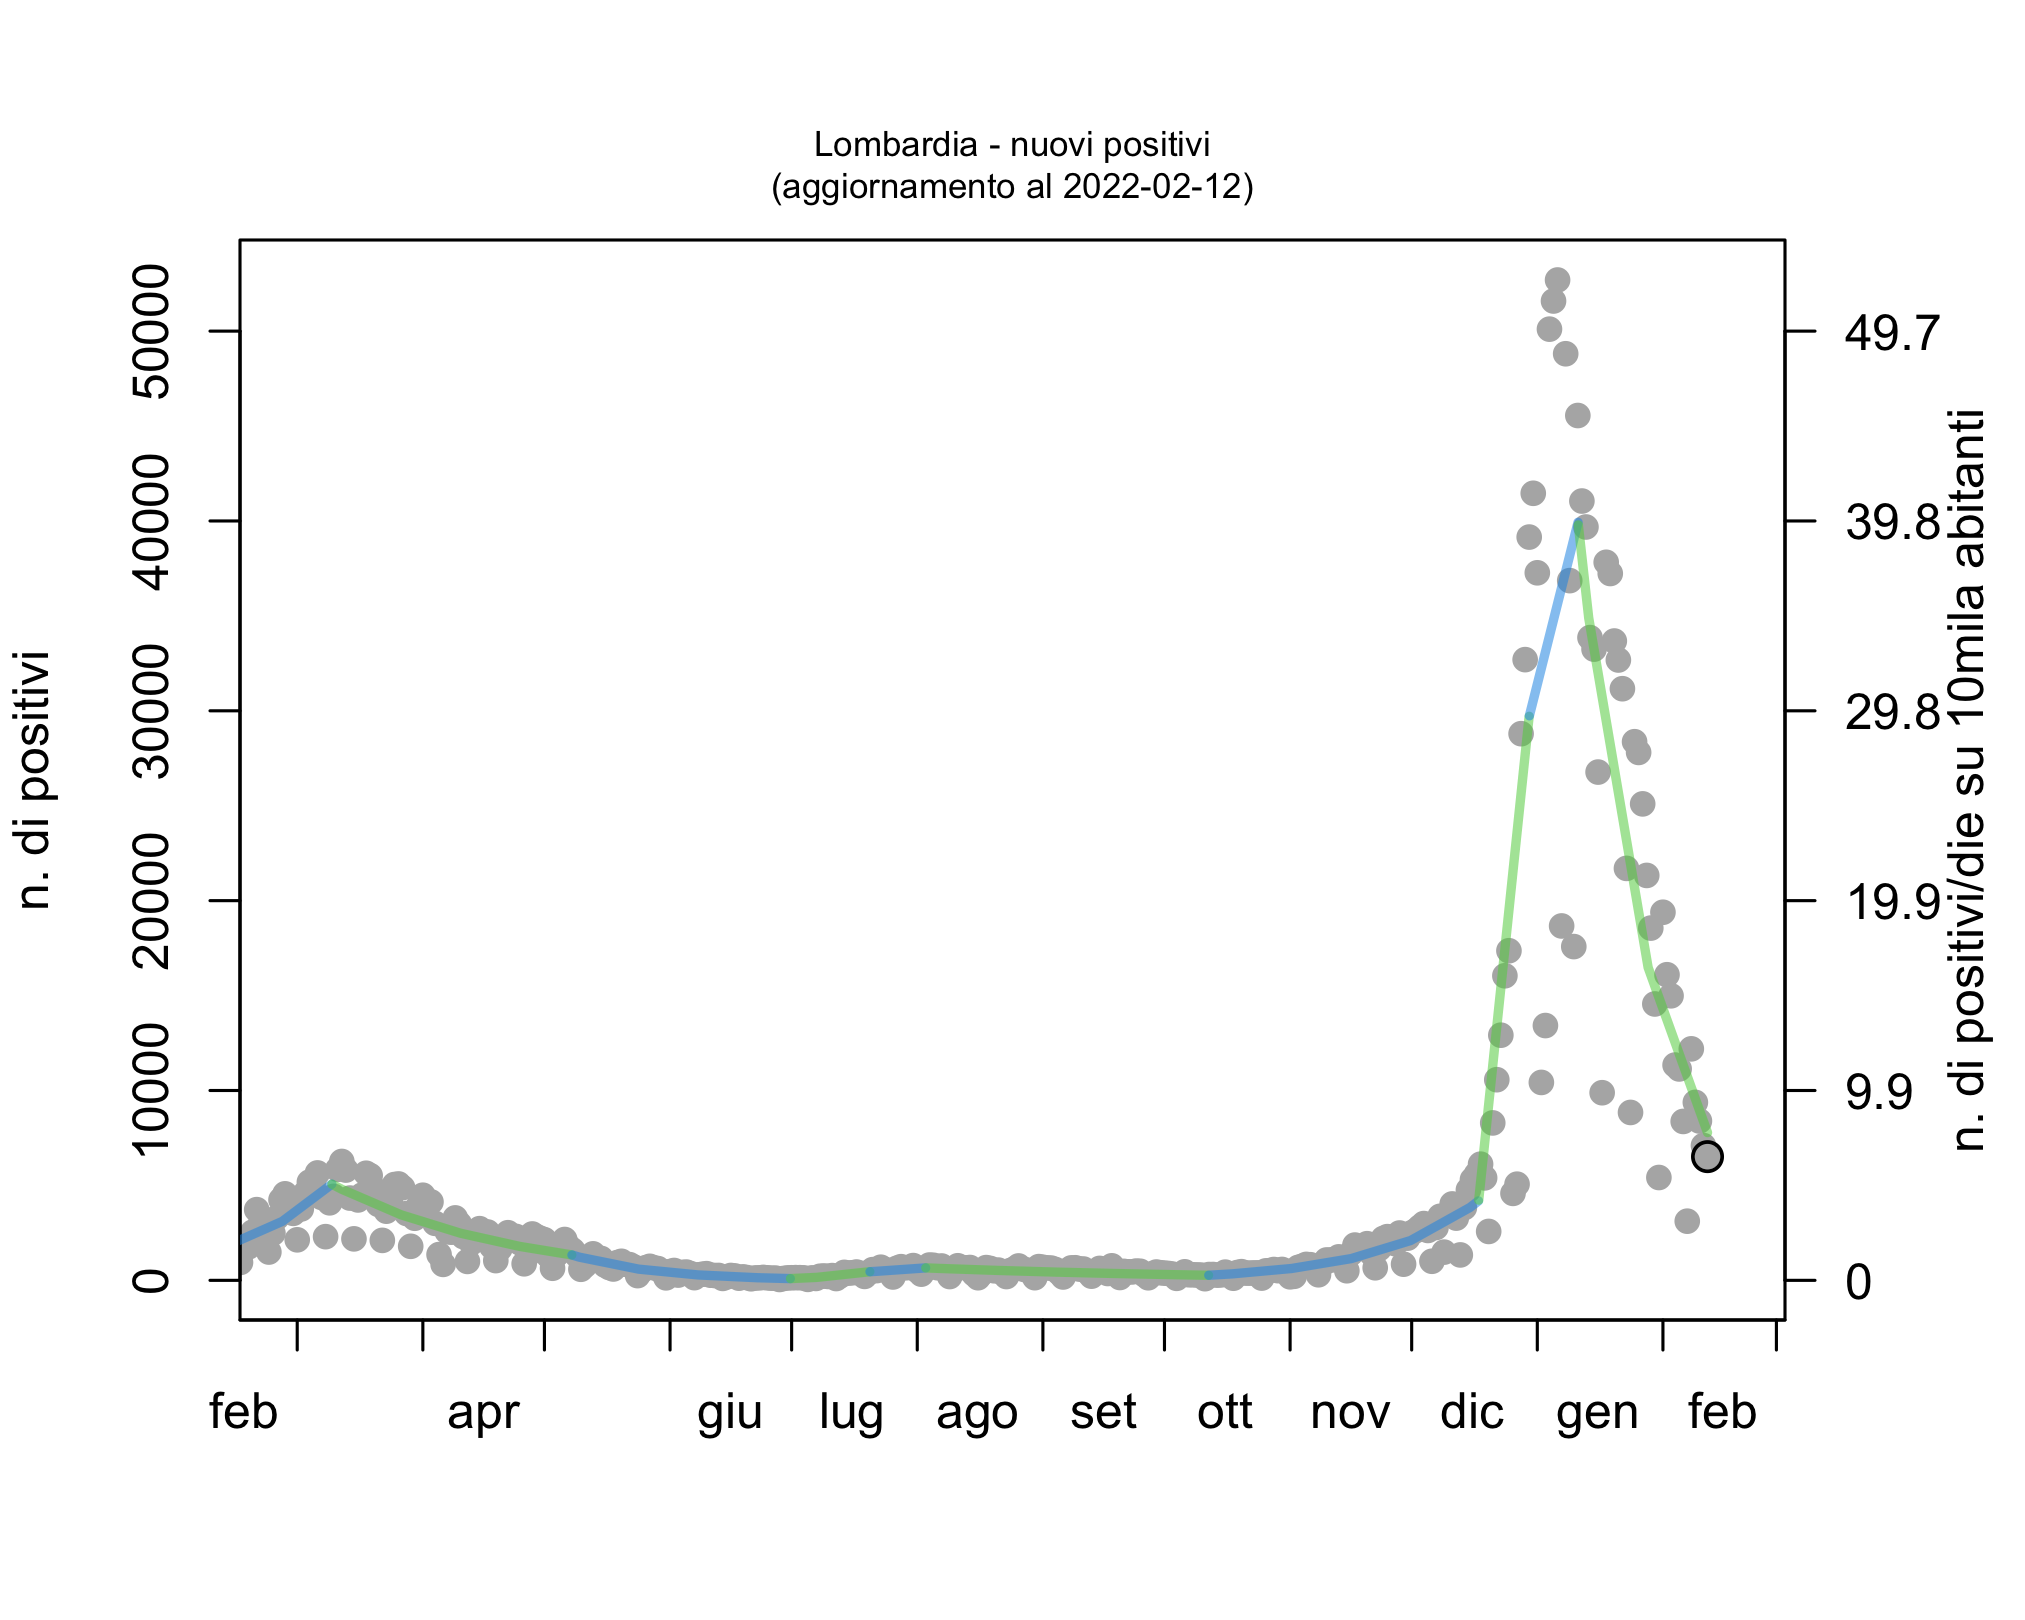 Lombardia - nuovi positivi
(aggiornamento al 2022-02-12)
n. di positivi
50000
40000
30000
20000
10000
0
49.7
39.8
29.8
19.9
9.9
0
n. di positivi/die su 10mila abitanti
feb apr giu lug ago set ott nov dic gen feb